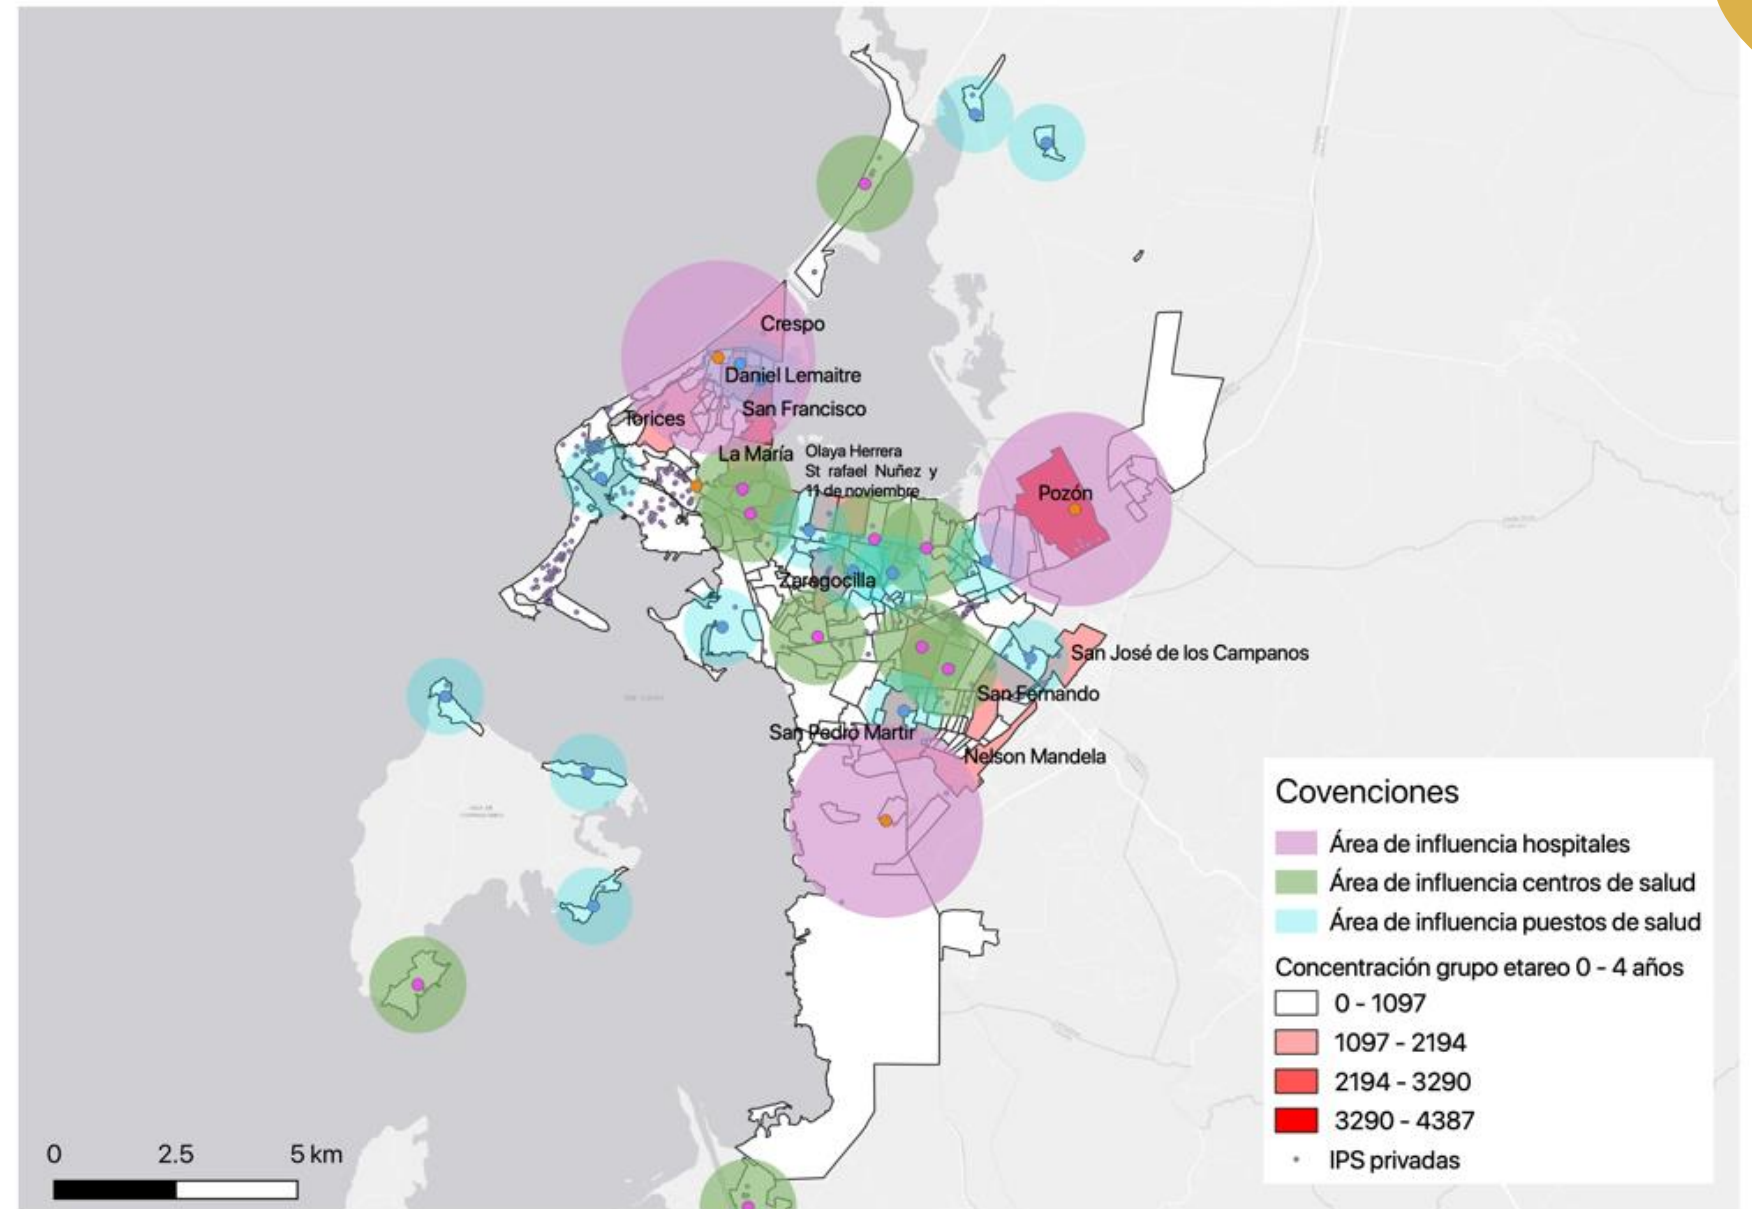 Crespo
Daniel Lemaitre
San Francisco
Torices
La María
Olaya Herrera
St rafael Nuñez y
11 de noviembre
Pozón
Zaragocilla
San José de los Campanos
San Fernando
San Pedro Martir
Nelson Mandela
Covenciones
Área de influencia hospitales
Área de influencia centros de salud
Área de influencia puestos de salud
Concentración grupo etareo 0 - 4 años
0 - 1097
1097 - 2194
2194 - 3290
3290 - 4387
IPS privadas
0 2.5 5 km